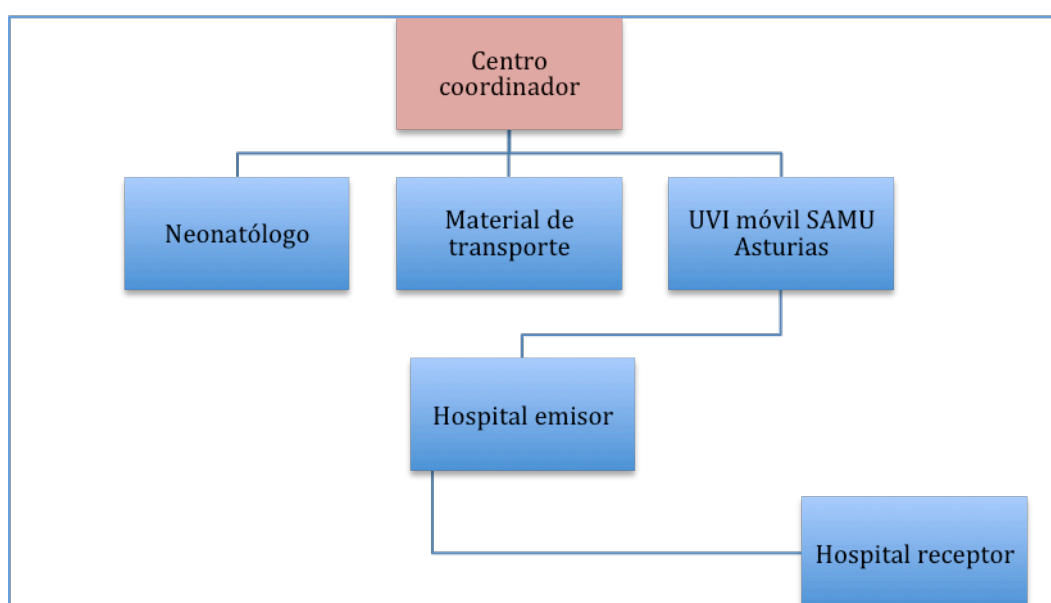 Centro
coordinador
Neonatólogo
Material de
transporte
UVI móvil SAMU
Asturias
Hospital emisor
Hospital receptor